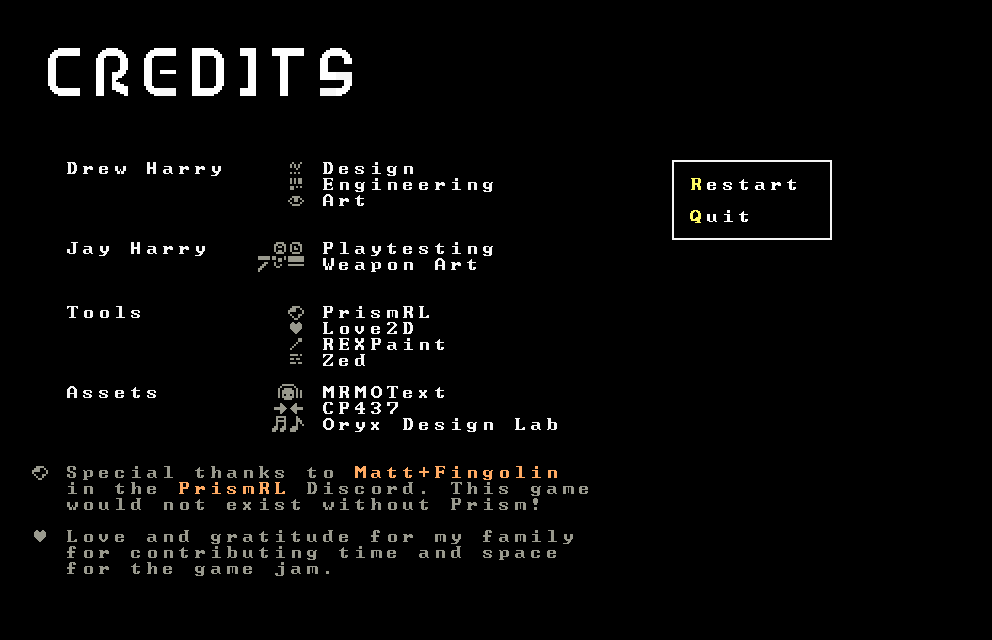 CREDITS
Drew Harry Design
Engineering
Art
Jay Harry Playtesting
Weapon Art
Tools PrismRL
Love2D
REXPaint
Zed
Assets MRMOText
CP437
Oryx Design Lab
Special thanks to Matt+Fingolin
in the PrismRL Discord. This game
would not exist without Prism!
Love and gratitude for my family
for contributing time and space
for the game jam.
Restart
Quit